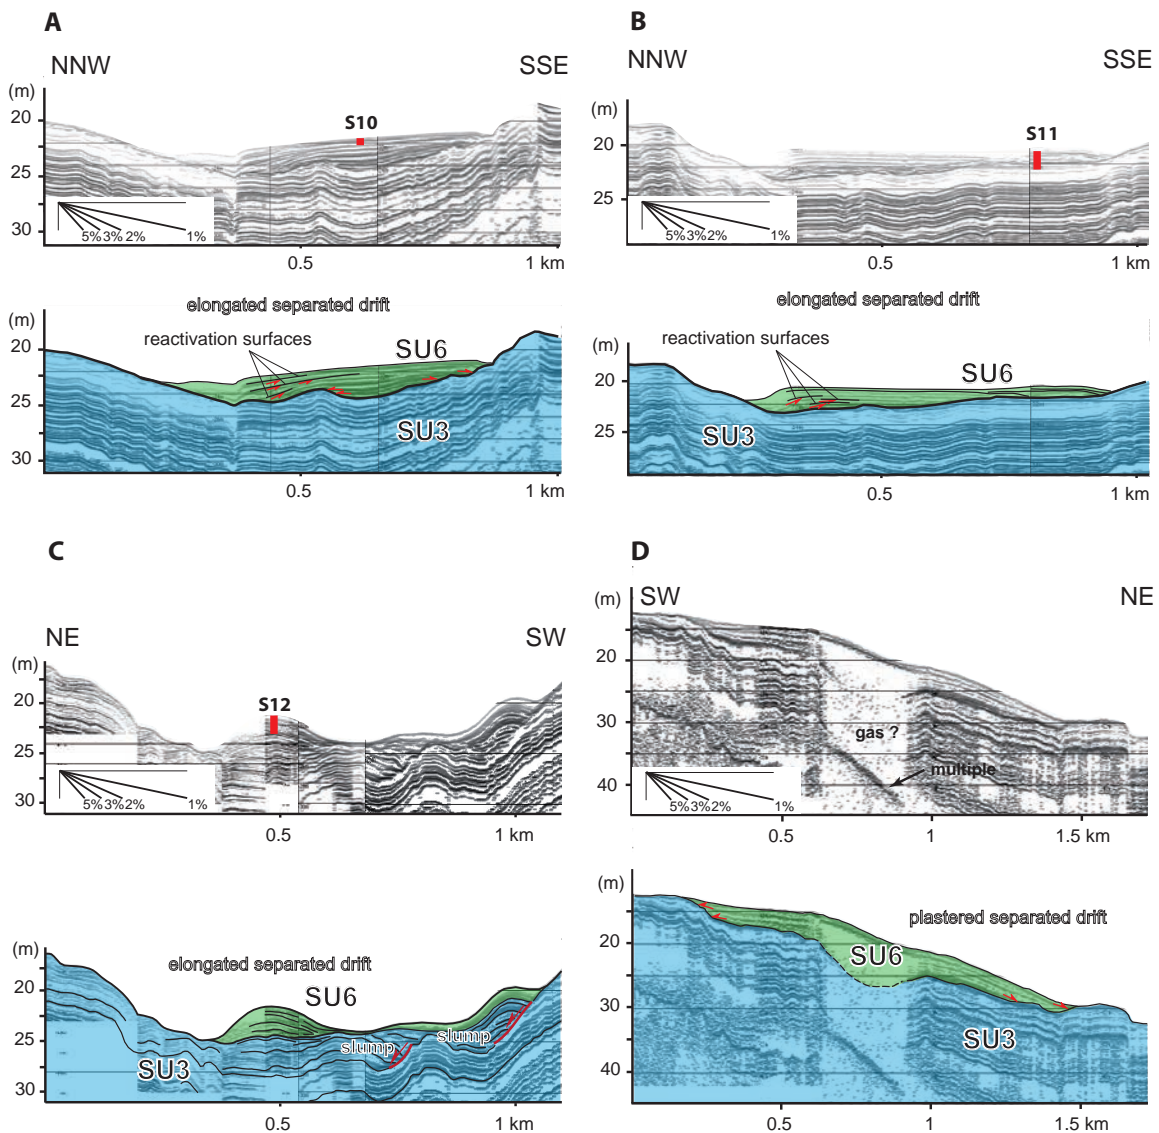 A
NNW
SSE
(m)
20
25
30
S10
5% 3% 2% 1%
0.5
1 km
elongated separated drift
(m)
20
25
30
reactivation surfaces
SU6
SU3
0.5
1 km
B
NNW
SSE
(m)
20
25
S11
5% 3% 2% 1%
0.5
1 km
elongated separated drift
(m)
20
25
reactivation surfaces
SU6
SU3
0.5
1 km
C
NE
SW
(m)
20
25
30
S12
5% 3% 2% 1%
0.5
1 km
(m)
20
25
30
elongated separated drift
SU6
slump
slump
SU3
0.5
1 km
D
SW
NE
(m)
20
30
40
gas ?
multiple
5% 3% 2% 1%
0.5
1
1.5 km
(m)
20
30
40
plastered separated drift
SU6
SU3
0.5
1
1.5 km